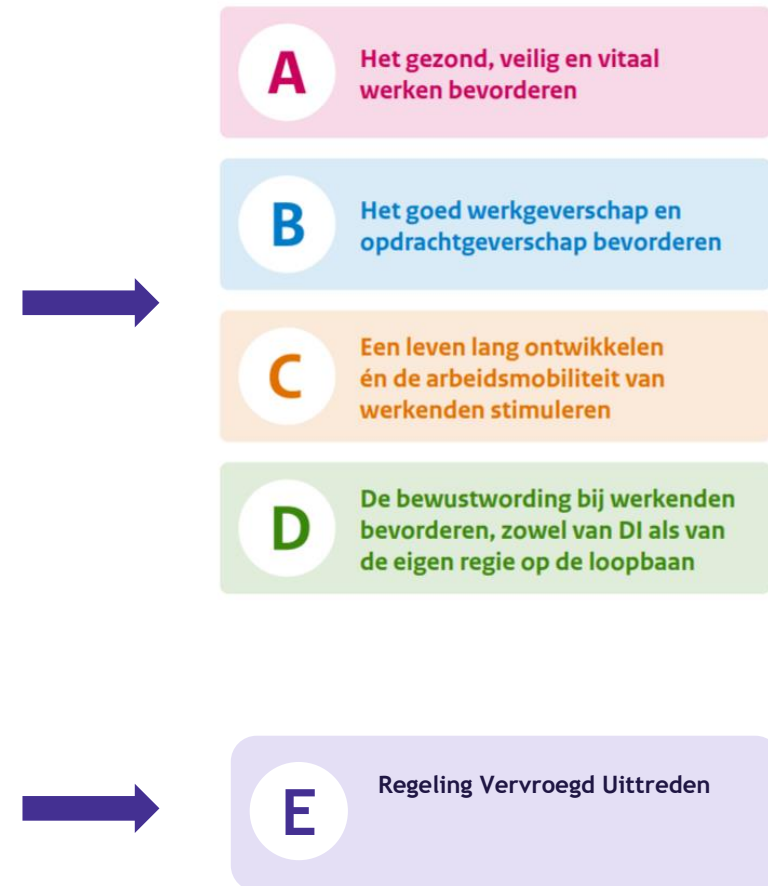 A
Het gezond, veilig en vitaal
werken bevorderen
B
Het goed werkgeverschap en
opdrachtgeverschap bevorderen
C
Een leven lang ontwikkelen
én de arbeidsmobiliteit van
werkenden stimuleren
D
De bewustwording bij werkenden
bevorderen, zowel van DI als van
de eigen regie op de loopbaan
E
Regeling Vervroegd Uittreden